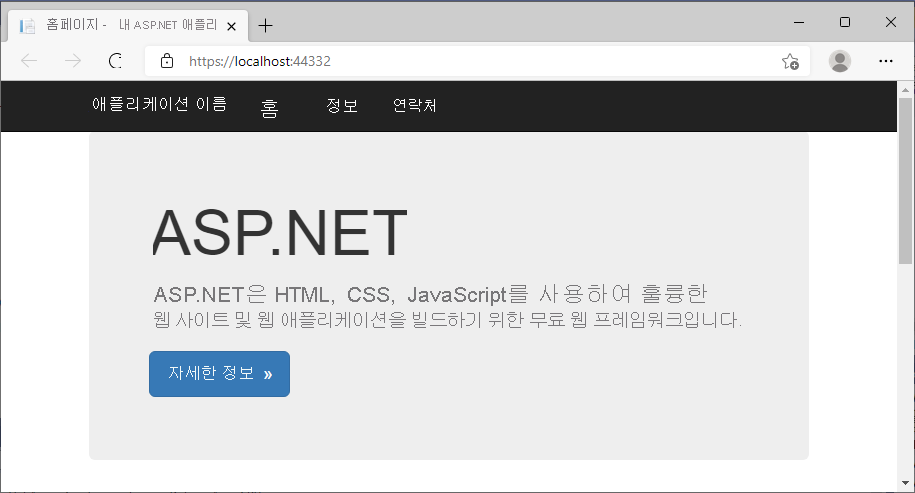 홈페이지 - 내 ASP.NET 애플리
https://localhost:44332
애플리케이션 이름 홈 정보 연락처
ASP.NET
ASP.NET은 HTML, CSS, JavaScript를 사용하여 훌륭한
웹 사이트 및 웹 애플리케이션을 빌드하기 위한 무료 웹 프레임워크입니다.
자세한 정보 »